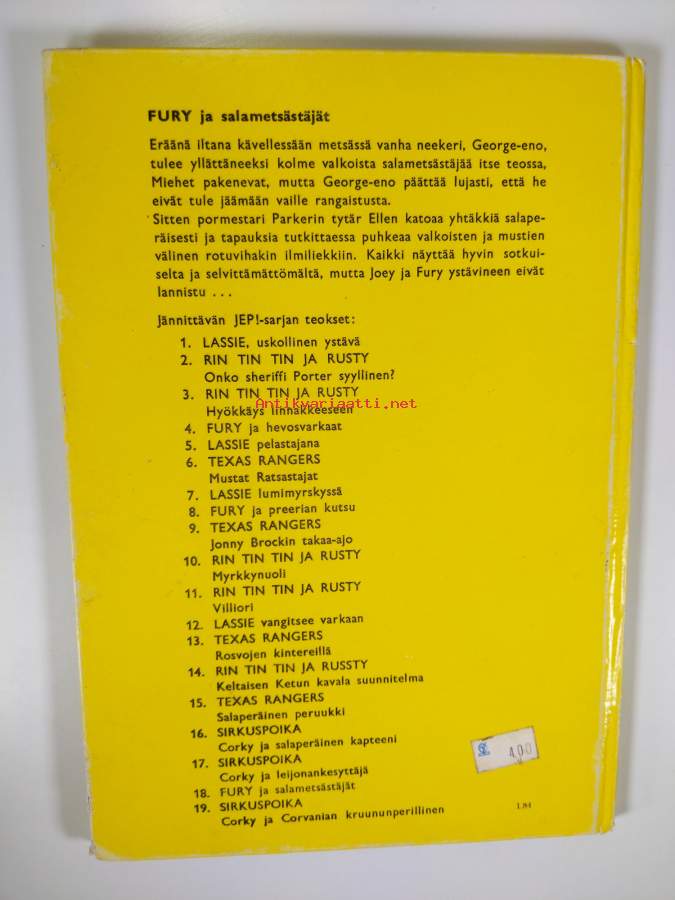 FURY ja salametsästäjät
Eräänä iltana kävellessään metsässä vanha neekeri, George-eno,
tulee yllättäneeksi kolme valkoista salametsästäjää itse teossa,
Miehet pakenevat, mutta George-eno päättää lujasti, että he
eivät tule jäämään vaille rangaistusta.
Sitten pormestari Parkerin tytär Ellen katoaa yhtäkkiä salape-
räisesti ja tapauksia tutkittaessa puhkeaa valkoisten ja mustien
välinen rotuvihakin ilmiliekkiin. Kaikki näyttää hyvin sotkui-
selta ja selvittämättömältä, mutta Joey ja Fury ystävineen eivät
lannistu ...
Jännittävän JEP!-sarjan teokset:
1. LASSIE, uskollinen ystävä
2. RIN TIN TIN JA RUSTY
Onko sheriffi Porter syyllinen?
3. RIN TIN TIN JA RUSTY
Antikvariaatti.net
Hyökkäys linnakkeeseen
4. FURY ja hevosvarkaat
5. LASSIE pelastajana
6. TEXAS RANGERS
Mustat Ratsastajat
7. LASSIE lumimyrskyssä
8. FURY ja preerian kutsu
9. TEXAS RANGERS
Jonny Brockin takaa-ajo
10. RIN TIN TIN JA RUSTY
Myrkkynuoli
11. RIN TIN TIN JA RUSTY
Villiori
12. LASSIE vangitsee varkaan
13. TEXAS RANGERS
Rosvojen kintereillä
14. RIN TIN TIN JA RUSSTY
Keltaisen Ketun kavala suunnitelma
15. TEXAS RANGERS
Salaperäinen peruukki
16. SIRKUSPOIKA
Corky ja salaperäinen kapteeni
17. SIRKUSPOIKA
Corky ja leijonankesyttäjä
18. FURY ja salametsästäjät
19. SIRKUSPOIKA
Corky ja Corvanian kruununperillinen
4.00
1.84